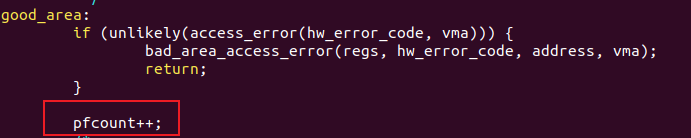 good_area:
if (unlikely(access_error(hw_error_code, vma))) {
bad_area_access_error(regs, hw_error_code, address, vma);
return;
}
pfcount++;